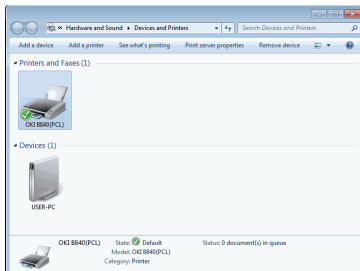 « Hardware and Sound ▸ Devices and Printers
Search Devices and Printers
Add a device Add a printer See what's printing Print server properties Remove device
Printers and Faxes (1)
OKI B840(PCL)
Devices (1)
USER-PC
OKI B840(PCL) State: Default Status: 0 document(s) in queue
Model: OKI B840(PCL)
Category: Printer